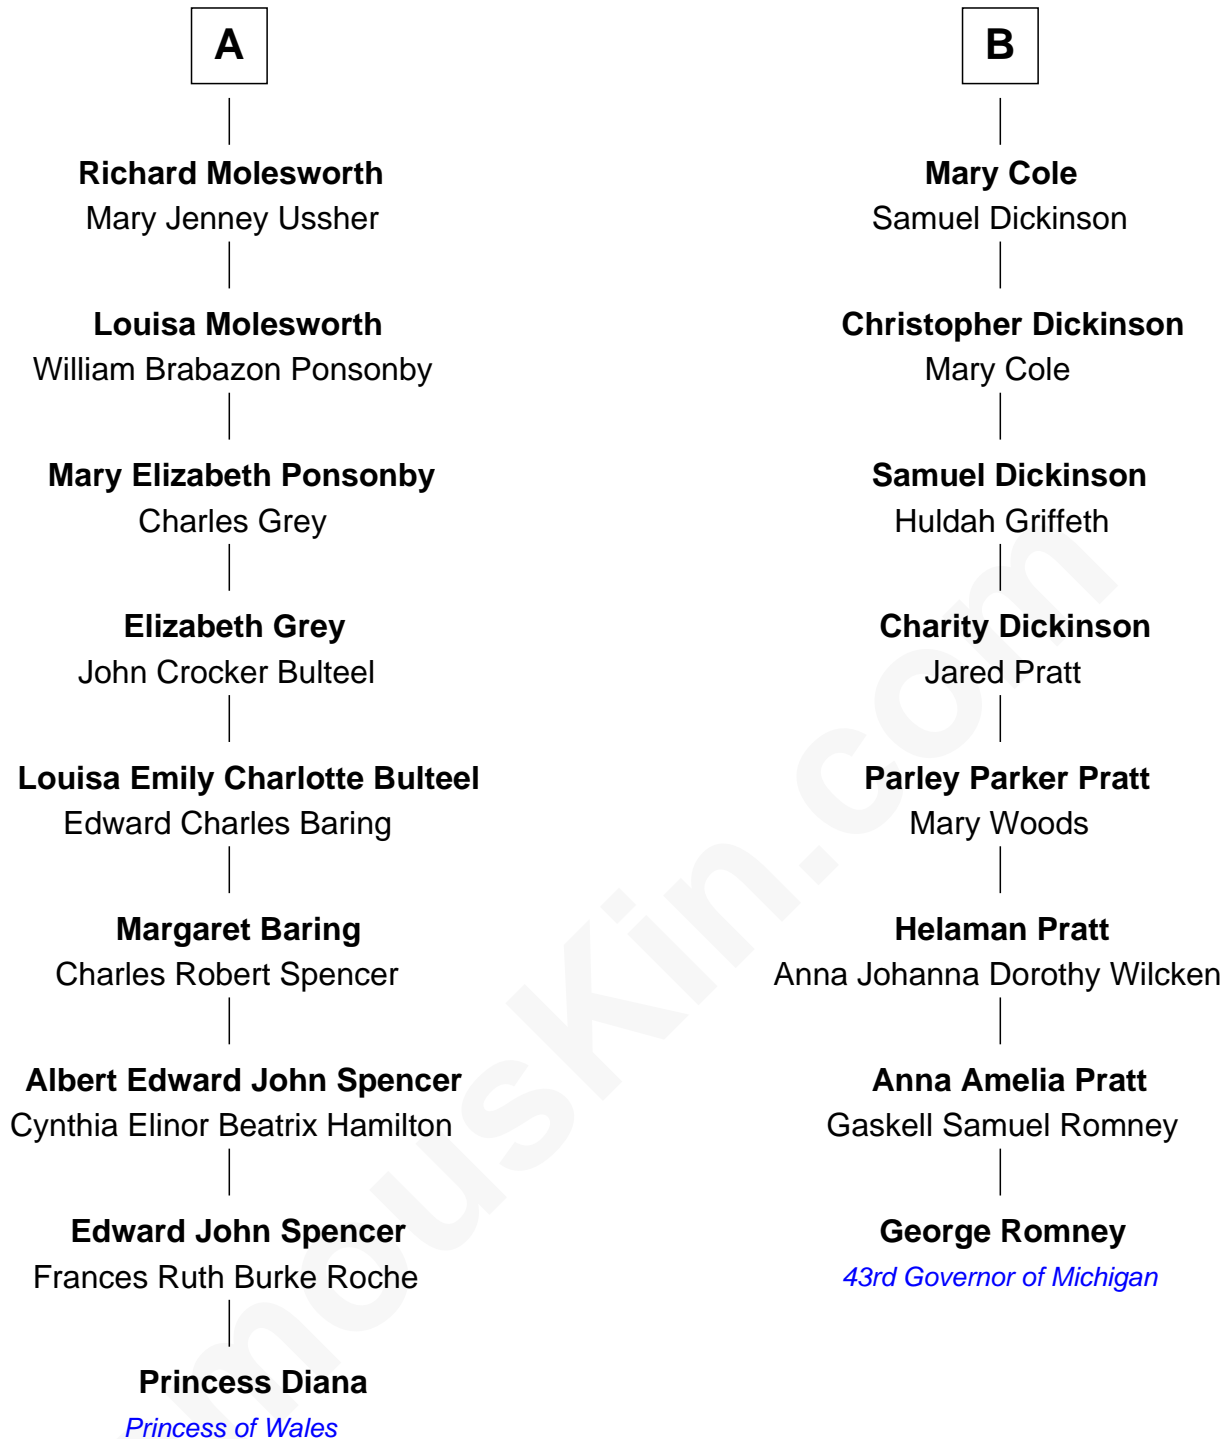 A
Richard Molesworth
Mary Jenney Ussher
Louisa Molesworth
William Brabazon Ponsonby
Mary Elizabeth Ponsonby
Charles Grey
Elizabeth Grey
John Crocker Bulteel
Louisa Emily Charlotte Bulteel
Edward Charles Baring
Margaret Baring
Charles Robert Spencer
Albert Edward John Spencer
Cynthia Elinor Beatrix Hamilton
Edward John Spencer
Frances Ruth Burke Roche
Princess Diana
Princess of Wales
B
Mary Cole
Samuel Dickinson
Christopher Dickinson
Mary Cole
Samuel Dickinson
Huldah Griffeth
Charity Dickinson
Jared Pratt
Parley Parker Pratt
Mary Woods
Helaman Pratt
Anna Johanna Dorothy Wilcken
Anna Amelia Pratt
Gaskell Samuel Romney
George Romney
43rd Governor of Michigan
mousKin.com